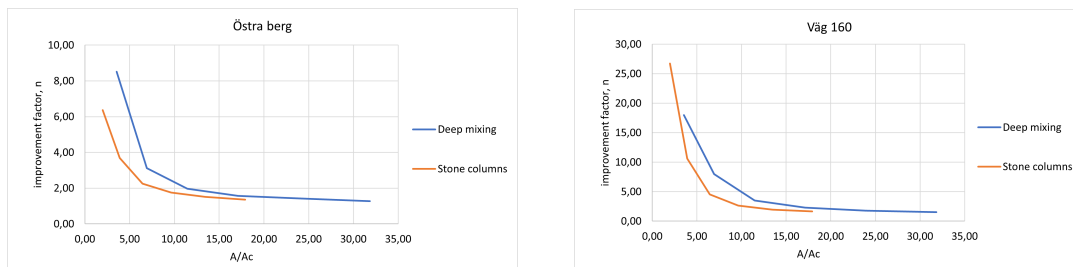 Östra berg
improvement factor, n
10,00
8,00
6,00
4,00
2,00
0,00
0,00 5,00 10,00 15,00 20,00 25,00 30,00 35,00
A/Ac
Deep mixing
Stone columns
Väg 160
improvement factor, n
30,00
25,00
20,00
15,00
10,00
5,00
0,00
0,00 5,00 10,00 15,00 20,00 25,00 30,00 35,00
A/Ac
Deep mixing
Stone columns